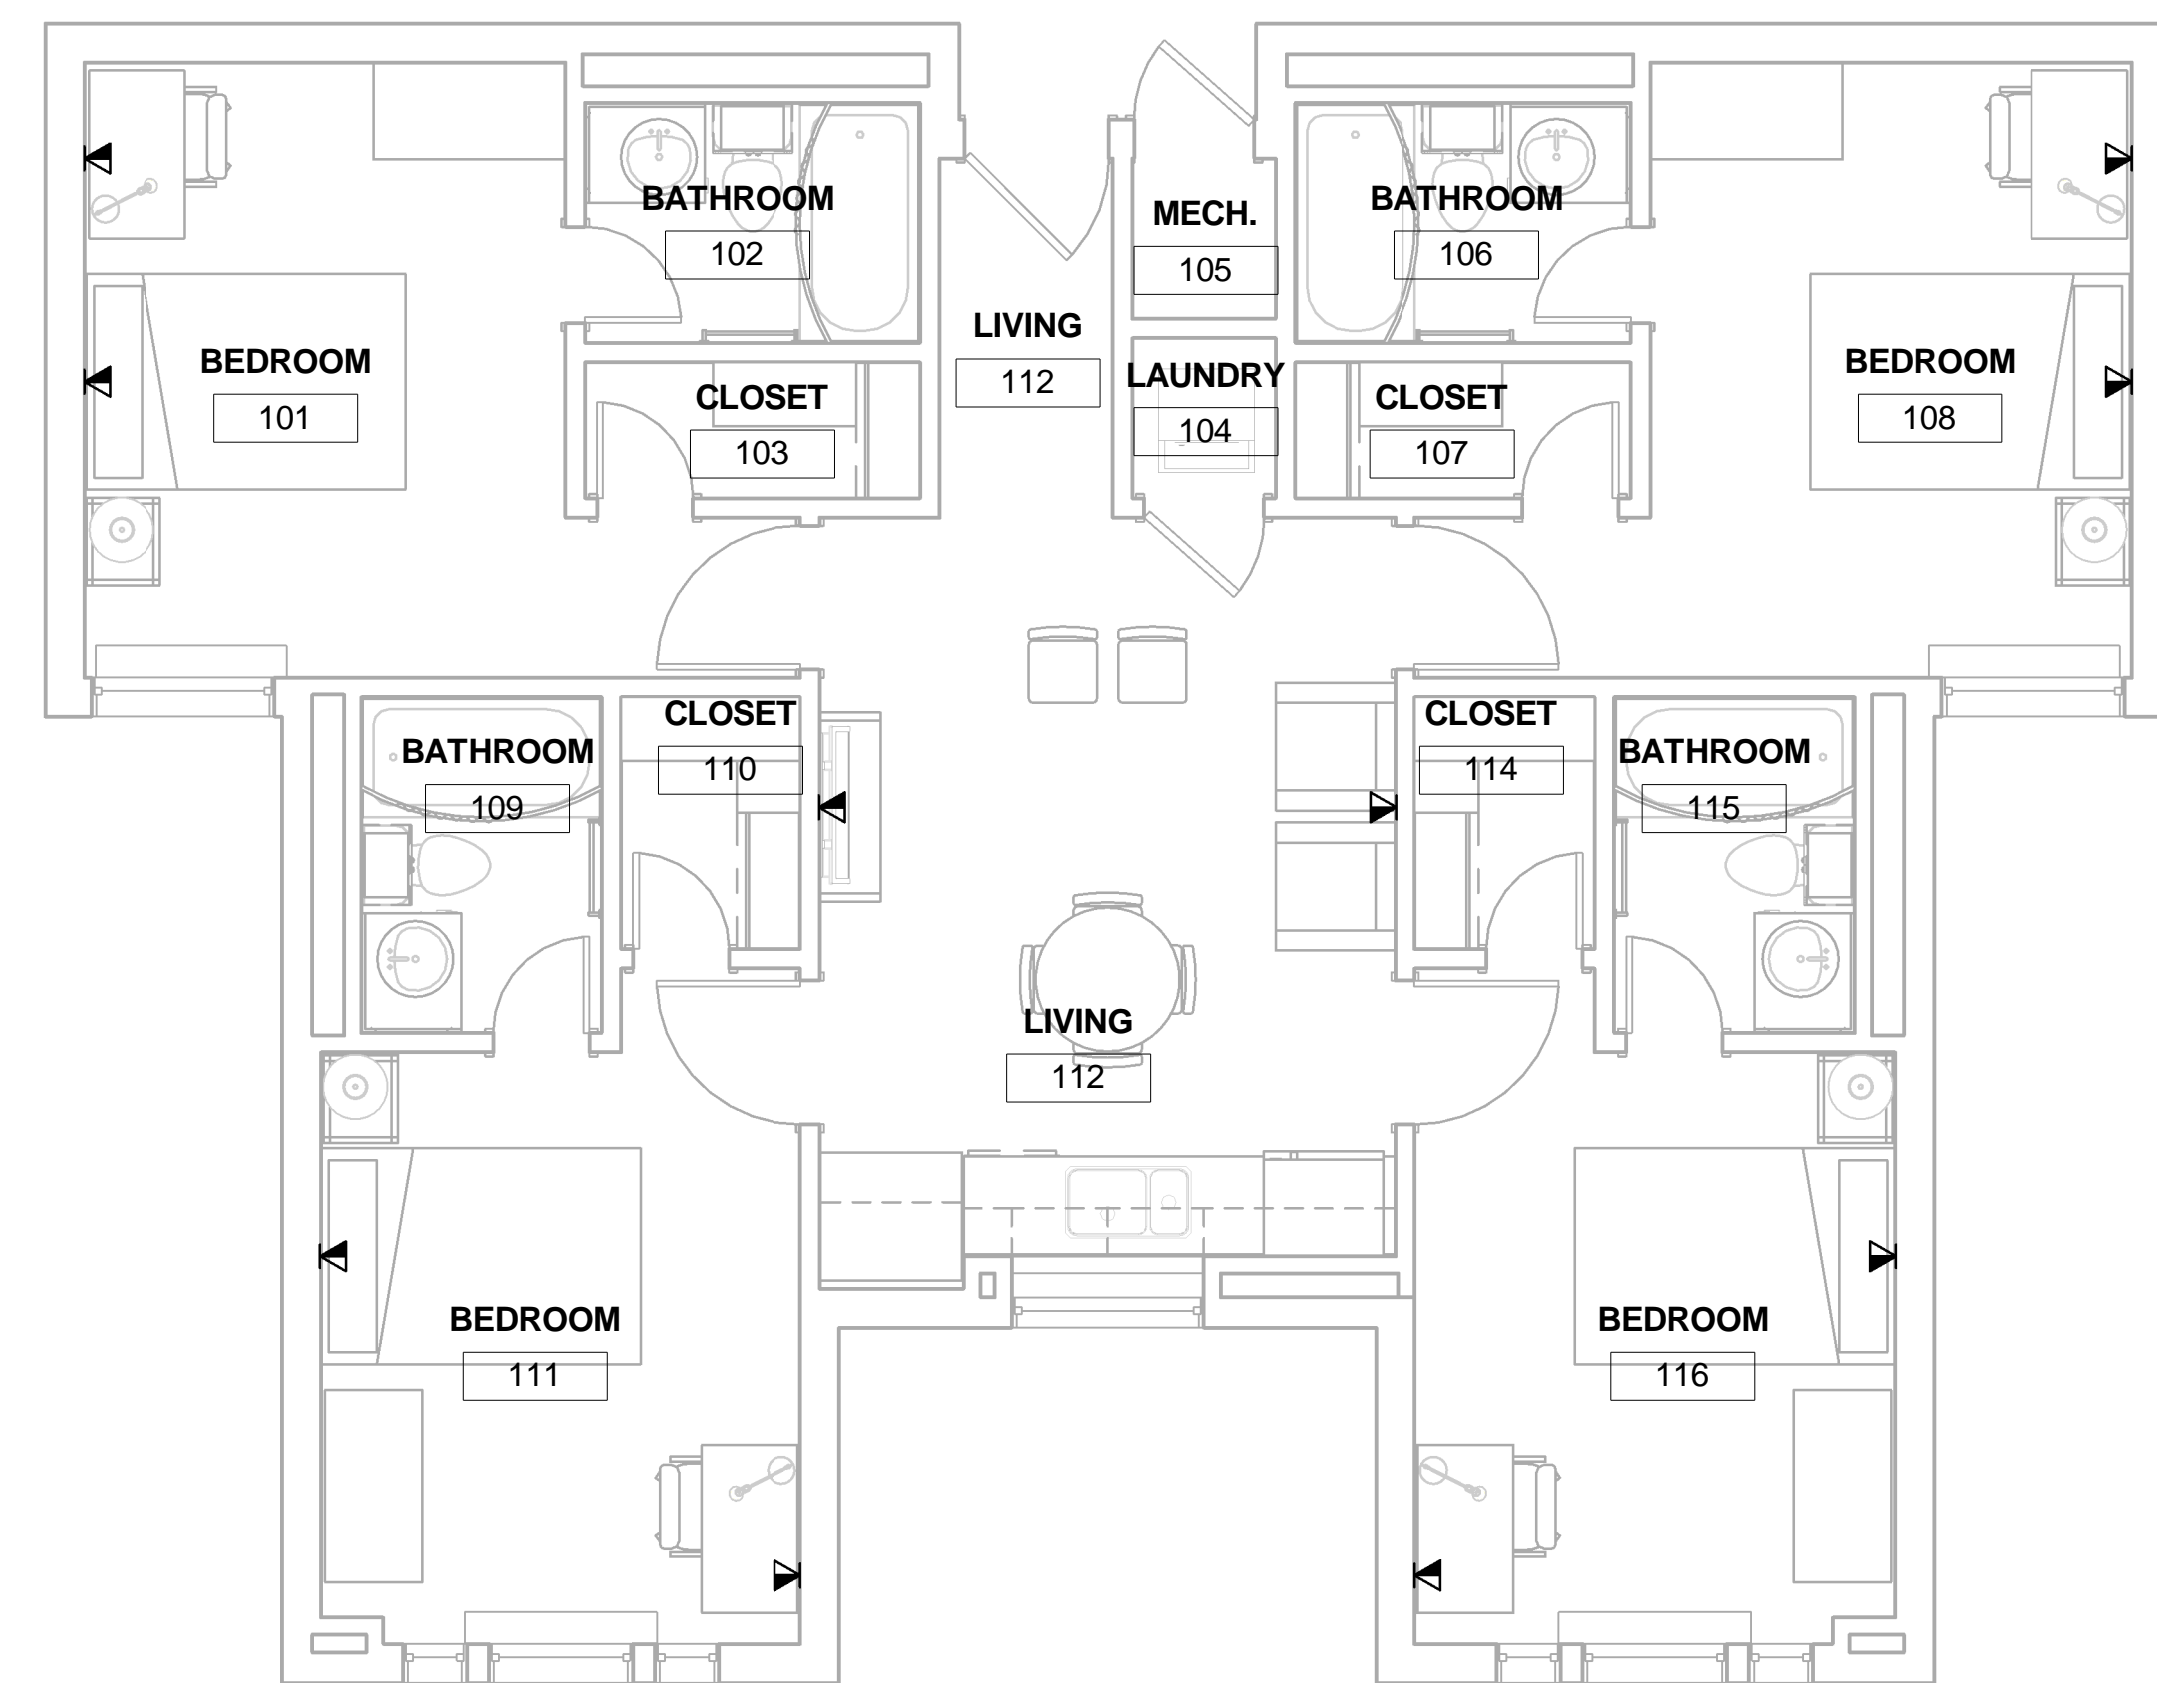 BATHROOM
102
MECH.
105
BATHROOM
106
LIVING
112
BEDROOM
101
CLOSET
103
LAUNDRY
104
CLOSET
107
BEDROOM
108
CLOSET
110
CLOSET
114
BATHROOM
109
BATHROOM
115
LIVING
112
BEDROOM
111
BEDROOM
116